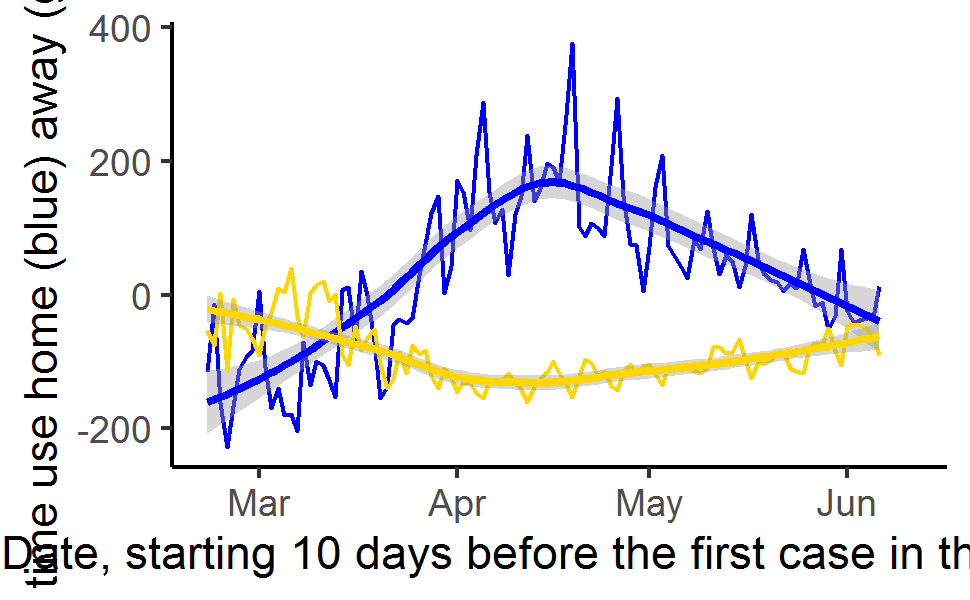 400
200
0
-200
time use home (blue) away (
Mar Apr May Jun
Date, starting 10 days before the first case in th